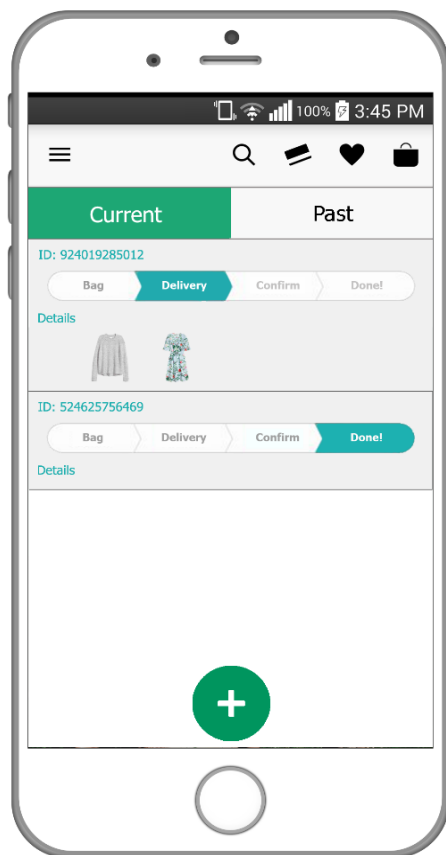 100% 3:45 PM
Current Past
ID: 924019285012
Bag Delivery Confirm Done!
Details
ID: 524625756469
Bag Delivery Confirm Done!
Details